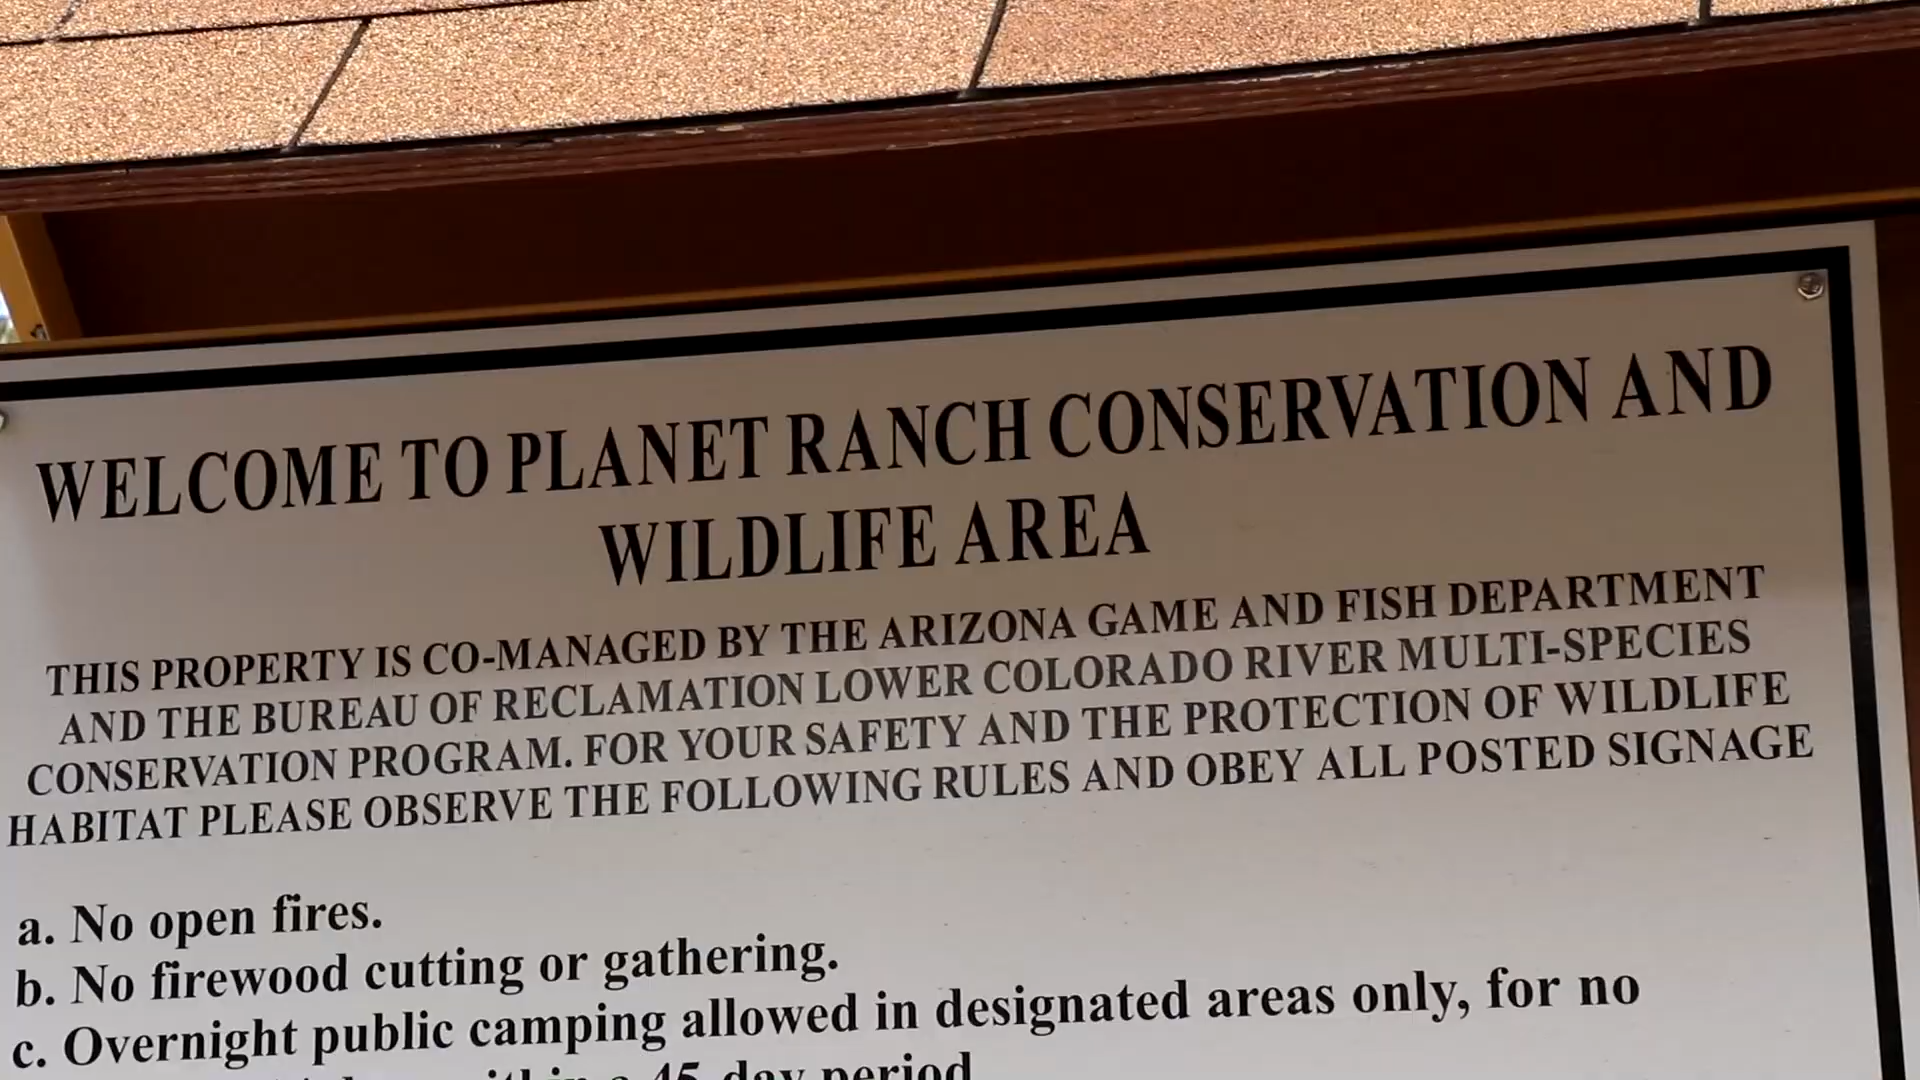 WELCOME TO PLANET RANCH CONSERVATION AND
WILDLIFE AREA
THIS PROPERTY IS CO-MANAGED BY THE ARIZONA GAME AND FISH DEPARTMENT
AND THE BUREAU OF RECLAMATION LOWER COLORADO RIVER MULTI-SPECIES
CONSERVATION PROGRAM. FOR YOUR SAFETY AND THE PROTECTION OF WILDLIFE
HABITAT PLEASE OBSERVE THE FOLLOWING RULES AND OBEY ALL POSTED SIGNAGE
a. No open fires.
b. No firewood cutting or gathering.
c. Overnight public camping allowed in designated areas only, for no
within a 45-day period